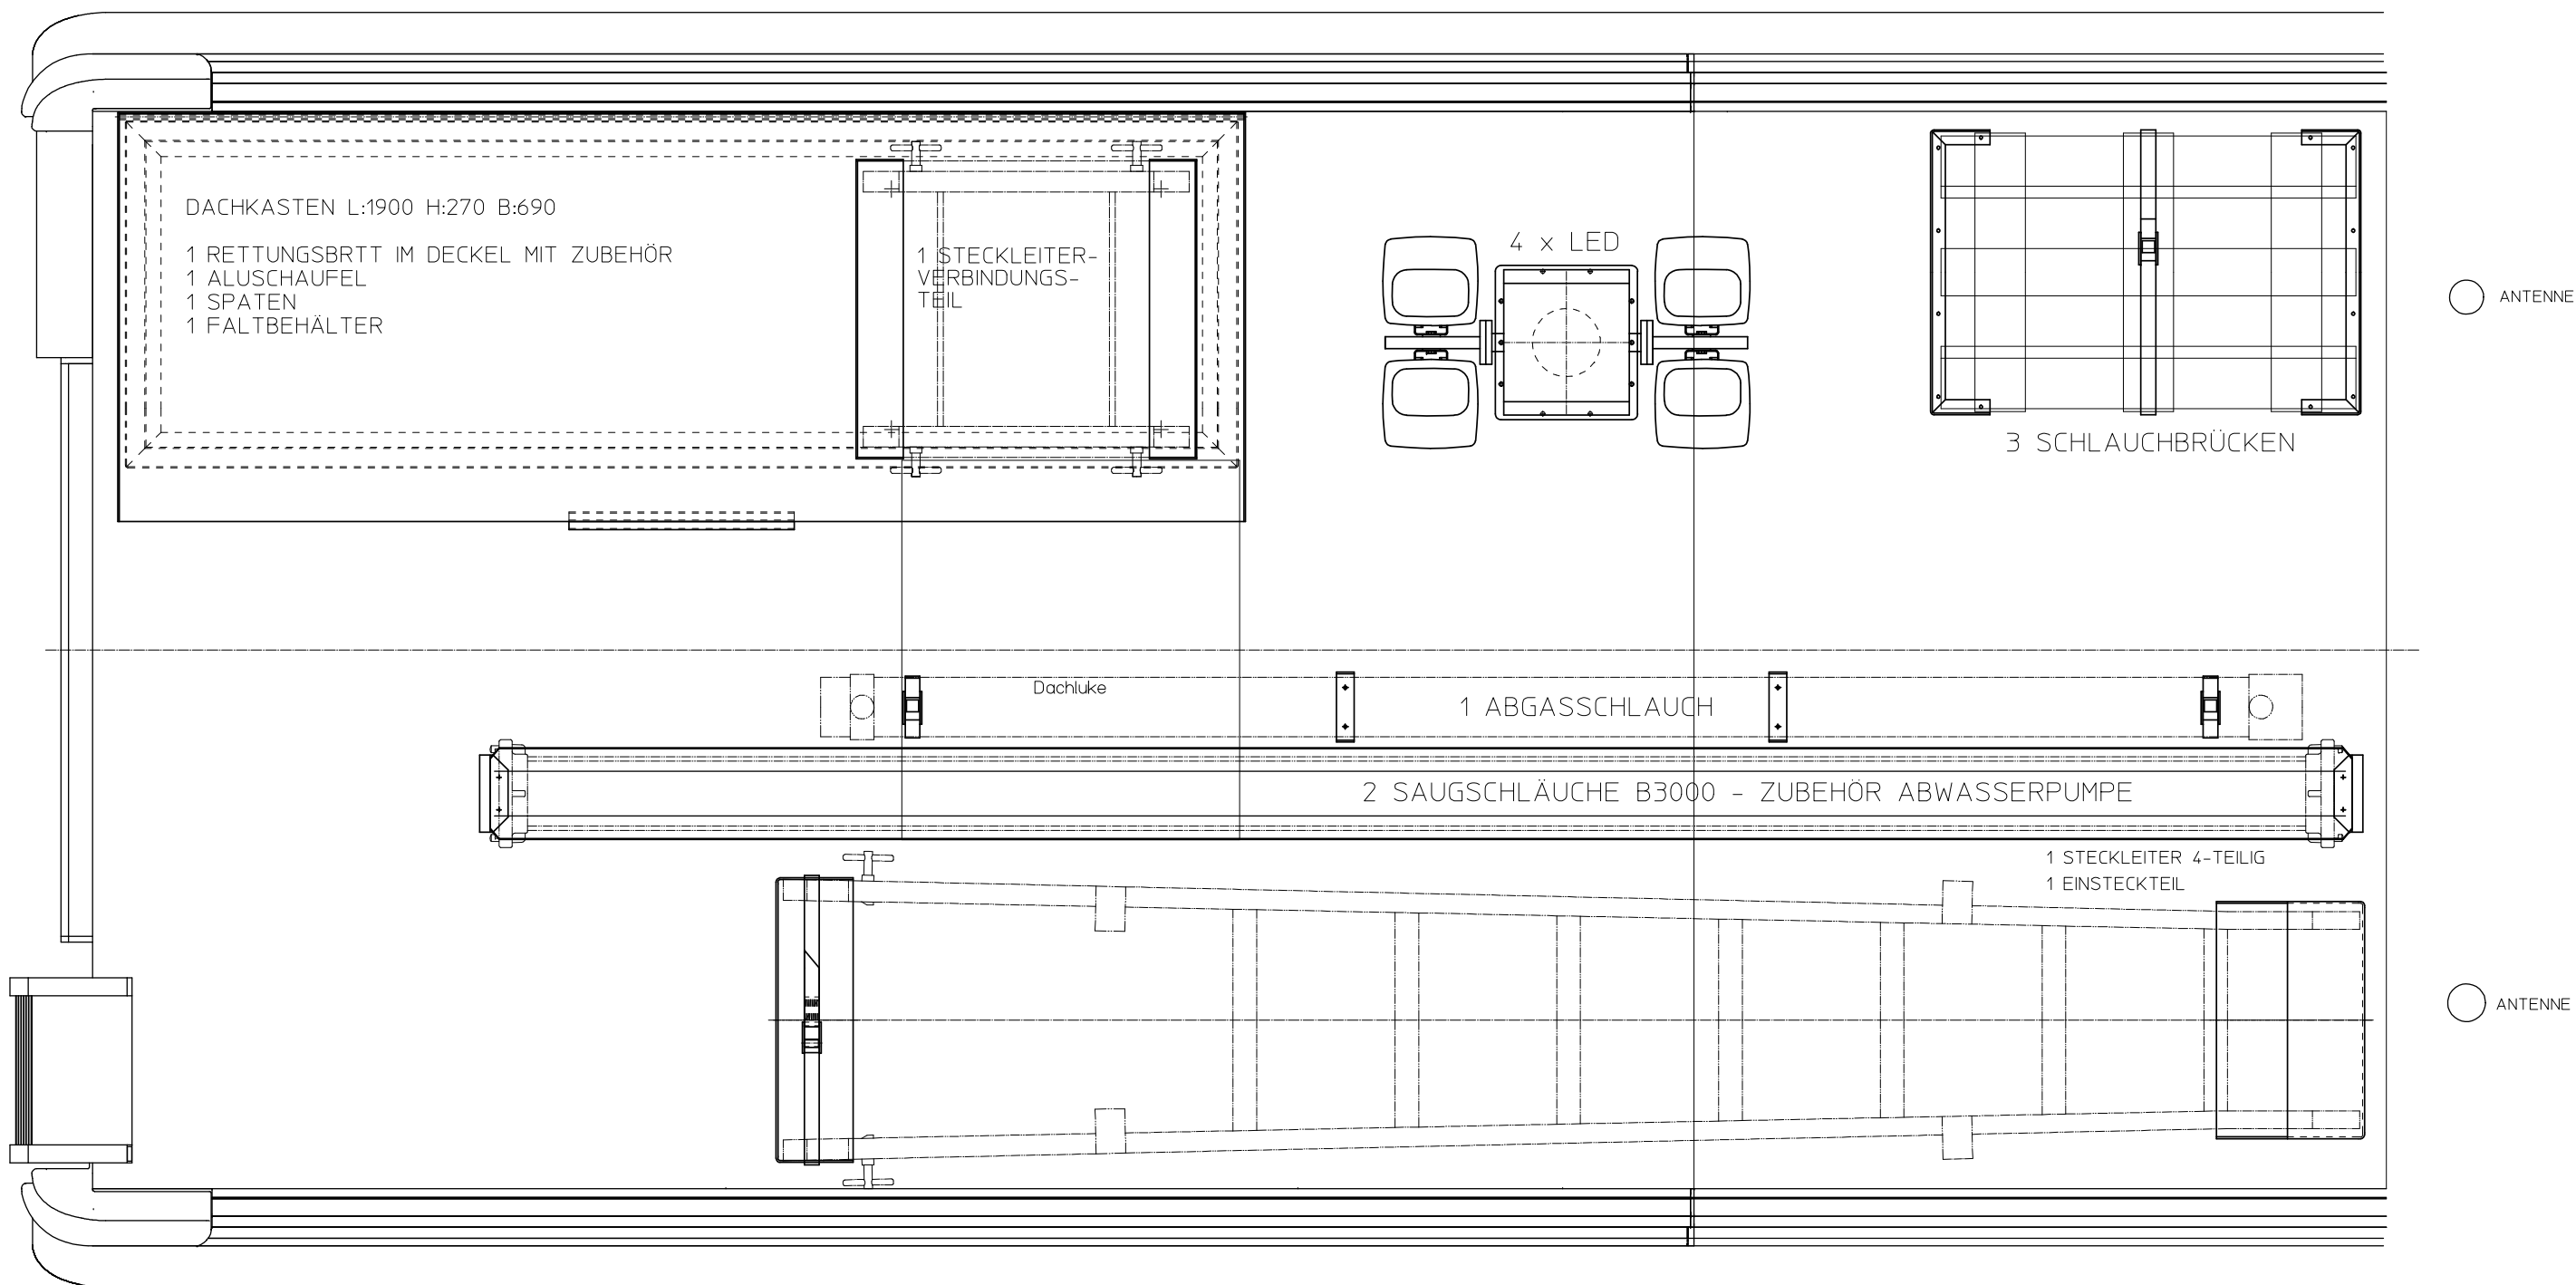 DACHKASTEN L:1900 H:270 B:690
1 RETTUNGSBRTT IM DECKEL MIT ZUBEHÖR
1 ALUSCHAUFEL
1 SPATEN
1 FALTBEHÄLTER
1 STECKLEITER-
VERBINDUNGS-
TEIL
4 x LED
3 SCHLAUCHBRÜCKEN
ANTENNE
Dachluke
1 ABGASSCHLAUCH
2 SAUGSCHLÄUCHE B3000 - ZUBEHÖR ABWASSERPUMPE
1 STECKLEITER 4-TEILIG
1 EINSTECKTEIL
ANTENNE